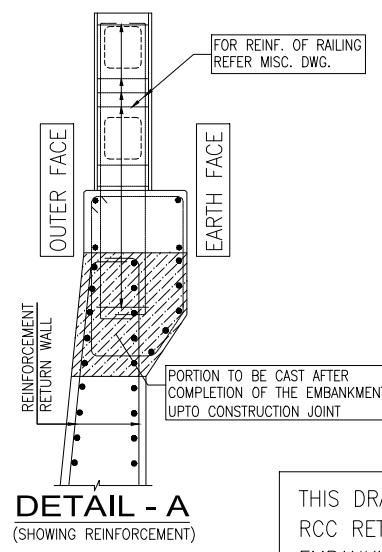 FOR REINF. OF RAILING
REFER MISC. DWG.
OUTER FACE
EARTH FACE
REINFORCEMENT
RETURN WALL
PORTION TO BE CAST AFTER
COMPLETION OF THE EMBANKMENT
UPTO CONSTRUCTION JOINT
DETAIL - A
(SHOWING REINFORCEMENT)
THIS DRA
RCC RET